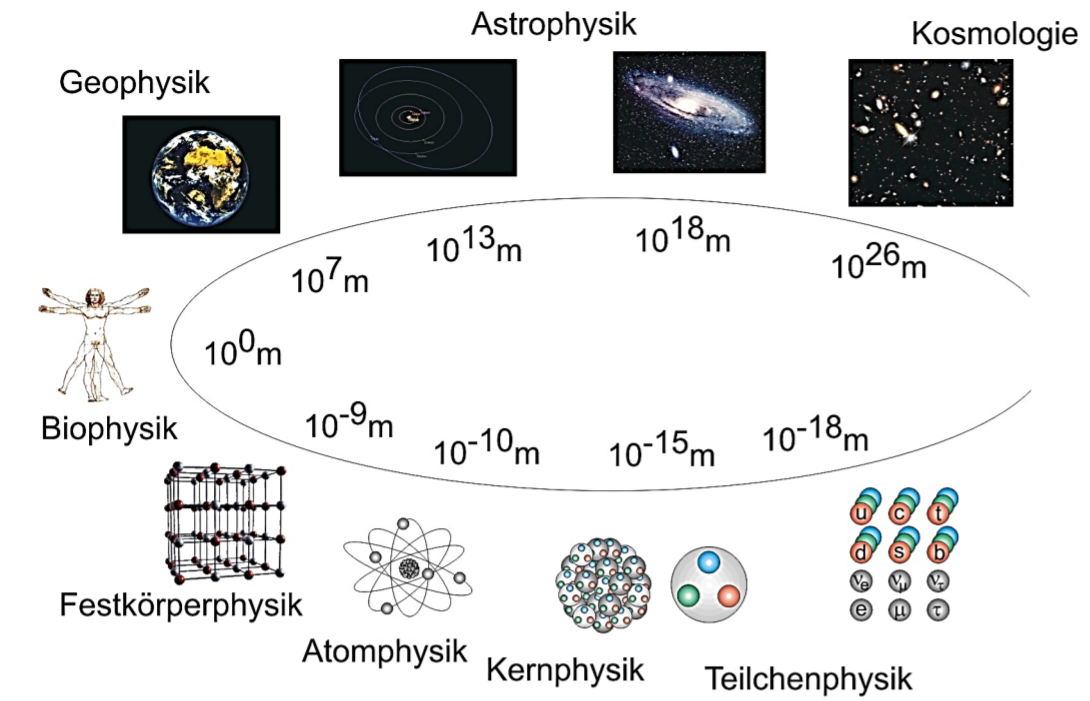 Astrophysik
Kosmologie
Geophysik
10^13m
10^18m
10^7m
10^26m
10^0m
Biophysik
10^-9m
10^-10m
10^-15m
10^-18m
u c t
d s b
νe νμ ντ
e μ τ
Festkörperphysik
Atomphysik
Kernphysik
Teilchenphysik